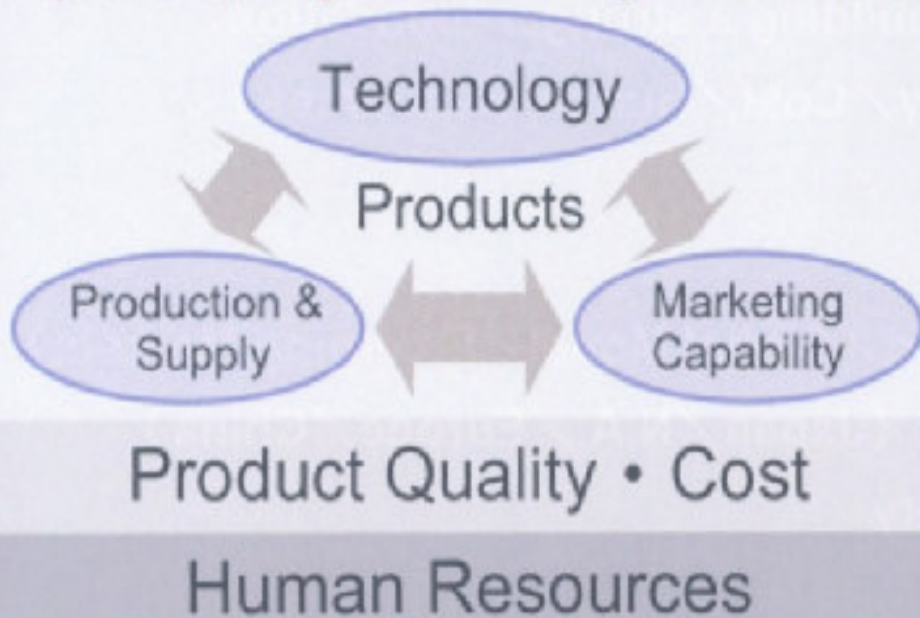 Technology
Products
Production &
Supply
Marketing
Capability
Product Quality • Cost
Human Resources